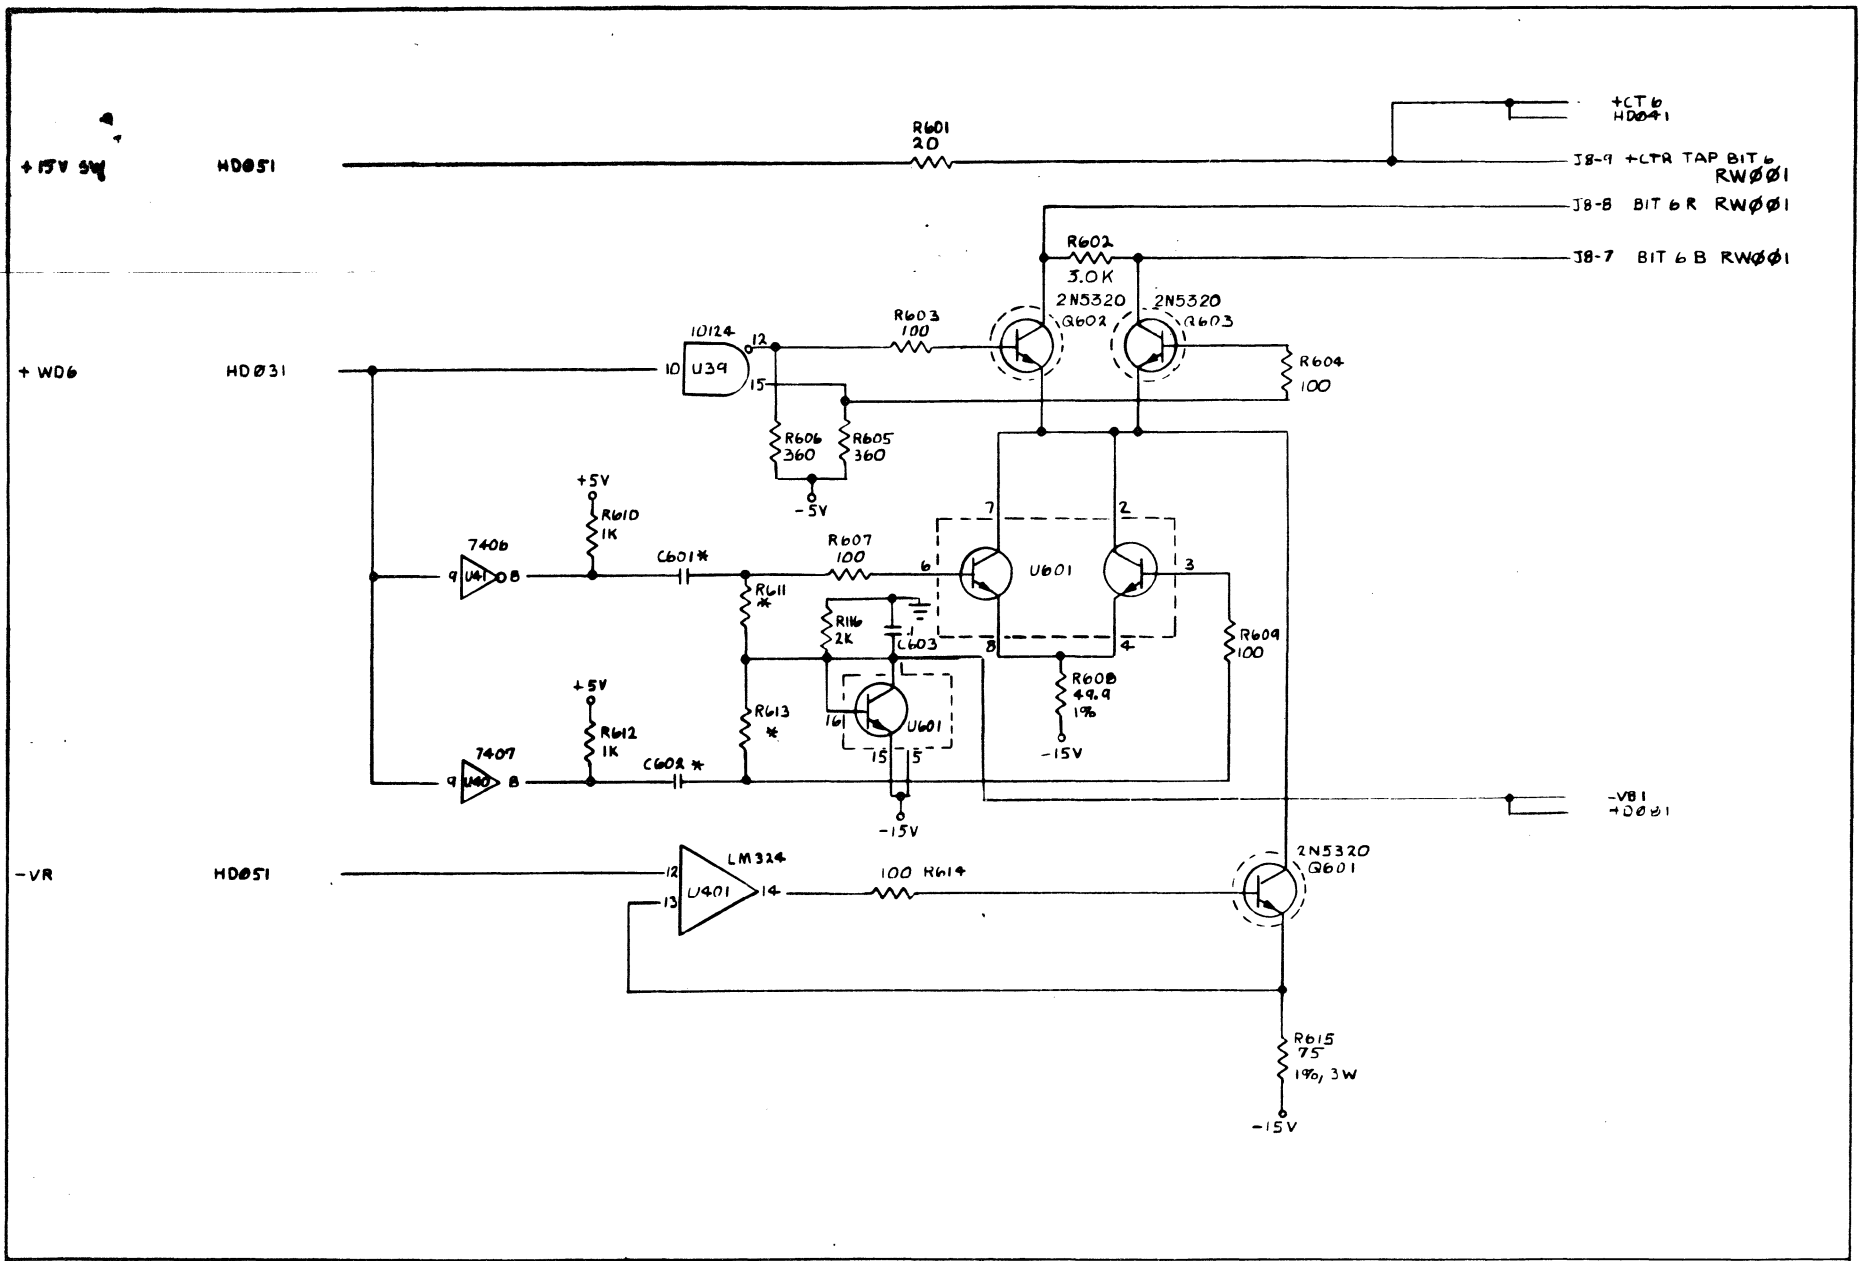 +CT 6
HDØ41
R601
20
+15V SW HDØ51
J8-9 +CTR TAP BIT 6
RWØØ1
J8-8 BIT 6 R RWØØ1
R602
3.0K
J8-7 BIT 6 B RWØØ1
2N5320
Q602
2N5320
Q603
R603
100
10124
12
10
U39
15
R604
100
+ WD6 HDØ31
R606
360
R605
360
-5V
+5V
R610
1K
7
2
7406
9
U41
8
C601*
R607
100
6
U601
3
R611
*
R116
2K
C603
8
4
R609
100
+5V
R612
1K
R613
*
16
U601
15
5
R608
49.9
1%
-15V
7407
9
U40
8
C602 *
-15V
-VB1
-VR HDØ51
LM324
12
U401
14
13
100 R614
2N5320
Q601
R615
75
1%, 3W
-15V